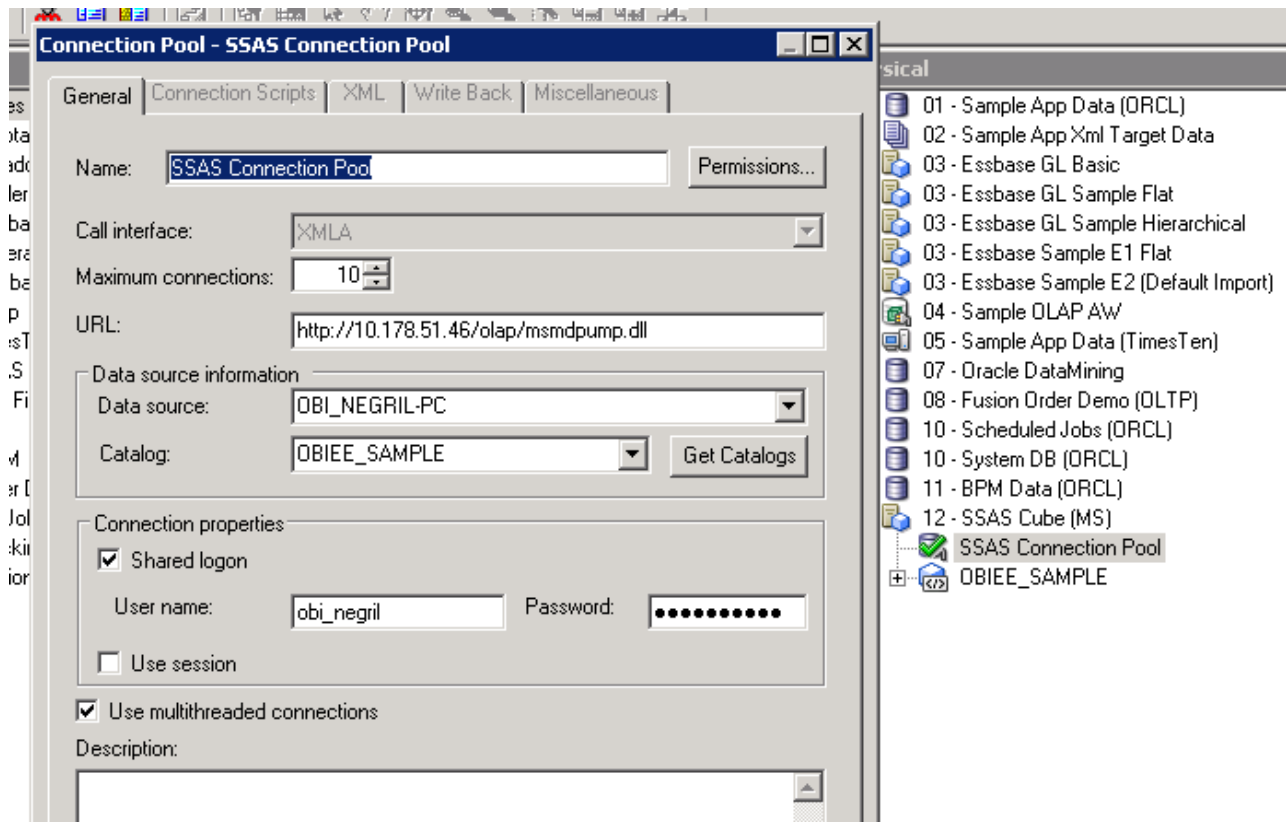 Connection Pool - SSAS Connection Pool
General Connection Scripts XML Write Back Miscellaneous
Name: SSAS Connection Pool Permissions...
Call interface: XMLA
Maximum connections: 10
URL: http://10.178.51.46/olap/msmdpump.dll
Data source information
Data source: OBI_NEGRIL-PC
Catalog: OBIEE_SAMPLE Get Catalogs
Connection properties
Shared logon
User name: obi_negril Password: ●●●●●●●●●●
Use session
Use multithreaded connections
Description:
sical
01 - Sample App Data (ORCL)
02 - Sample App Xml Target Data
03 - Essbase GL Basic
03 - Essbase GL Sample Flat
03 - Essbase GL Sample Hierarchical
03 - Essbase Sample E1 Flat
03 - Essbase Sample E2 (Default Import)
04 - Sample OLAP AW
05 - Sample App Data (TimesTen)
07 - Oracle DataMining
08 - Fusion Order Demo (OLTP)
10 - Scheduled Jobs (ORCL)
10 - System DB (ORCL)
11 - BPM Data (ORCL)
12 - SSAS Cube (MS)
SSAS Connection Pool
OBIEE_SAMPLE